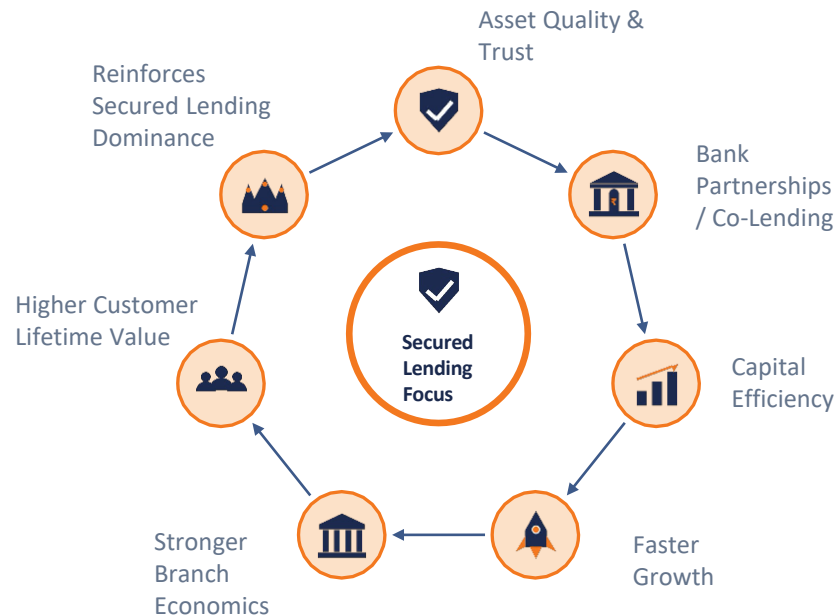 Asset Quality &
Trust
Bank
Partnerships
/ Co-Lending
Capital
Efficiency
Faster
Growth
Stronger
Branch
Economics
Higher Customer
Lifetime Value
Reinforces
Secured Lending
Dominance
Secured
Lending
Focus
₹